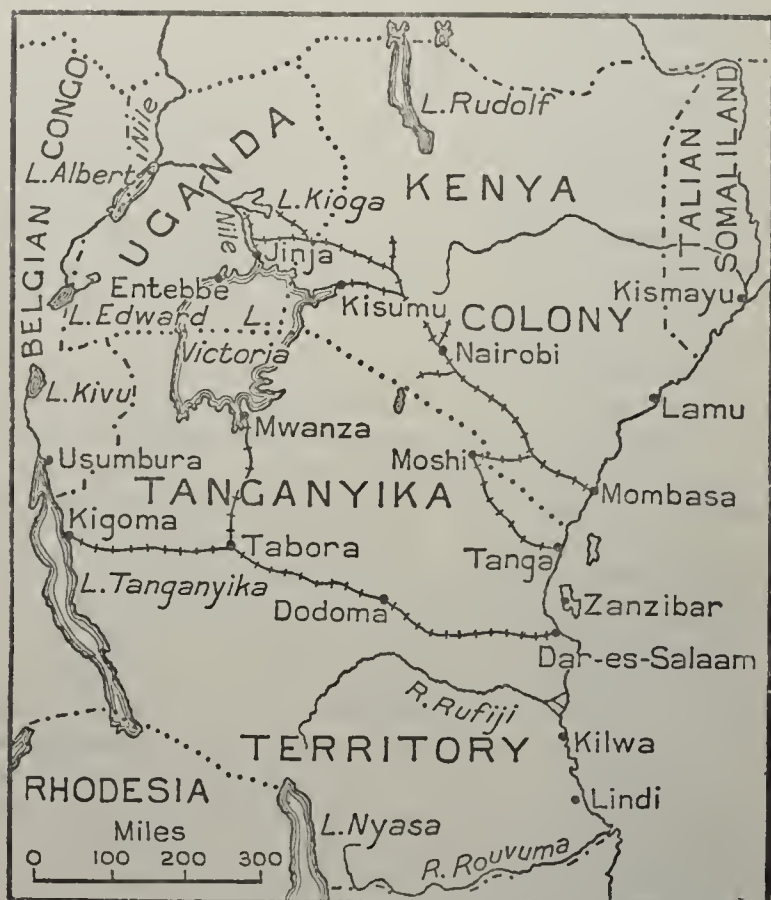 BELGIAN CONGO
Nile
L. Albert
UGANDA
L. Rudolf
KENYA
ITALIAN
SOMALILAND
L. Kioga
Nile
Jinja
Entebbe
Kisumu
COLONY
Kismayu
L. Edward
L.
Victoria
Nairobi
L. Kivu
Lamu
Mwanza
Usumbura
Moshi
TANGANYIKA
Mombasa
Kigoma
Tabora
Tanga
L. Tanganyika
Dodoma
Zanzibar
Dar-es-Salaam
R. Rufiji
TERRITORY
Kilwa
RHODESIA
Lindi
Miles
L. Nyasa
0 100 200 300
R. Rouvuma